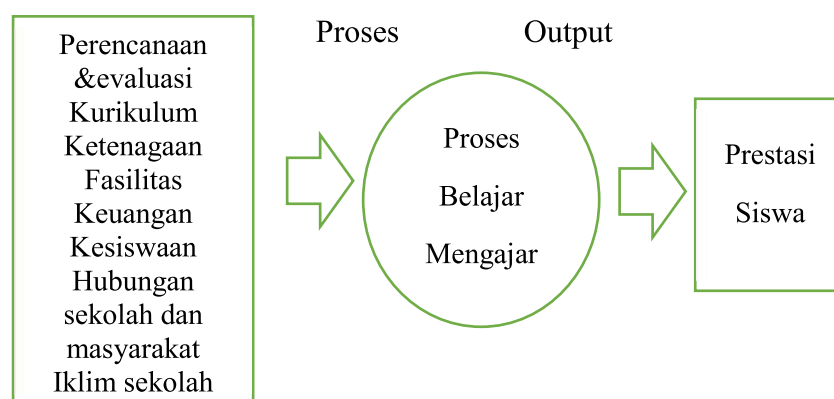 Proses
Output
Perencanaan
&evaluasi
Kurikulum
Ketenagaan
Fasilitas
Keuangan
Kesiswaan
Hubungan
sekolah dan
masyarakat
Iklim sekolah
Proses
Belajar
Mengajar
Prestasi
Siswa